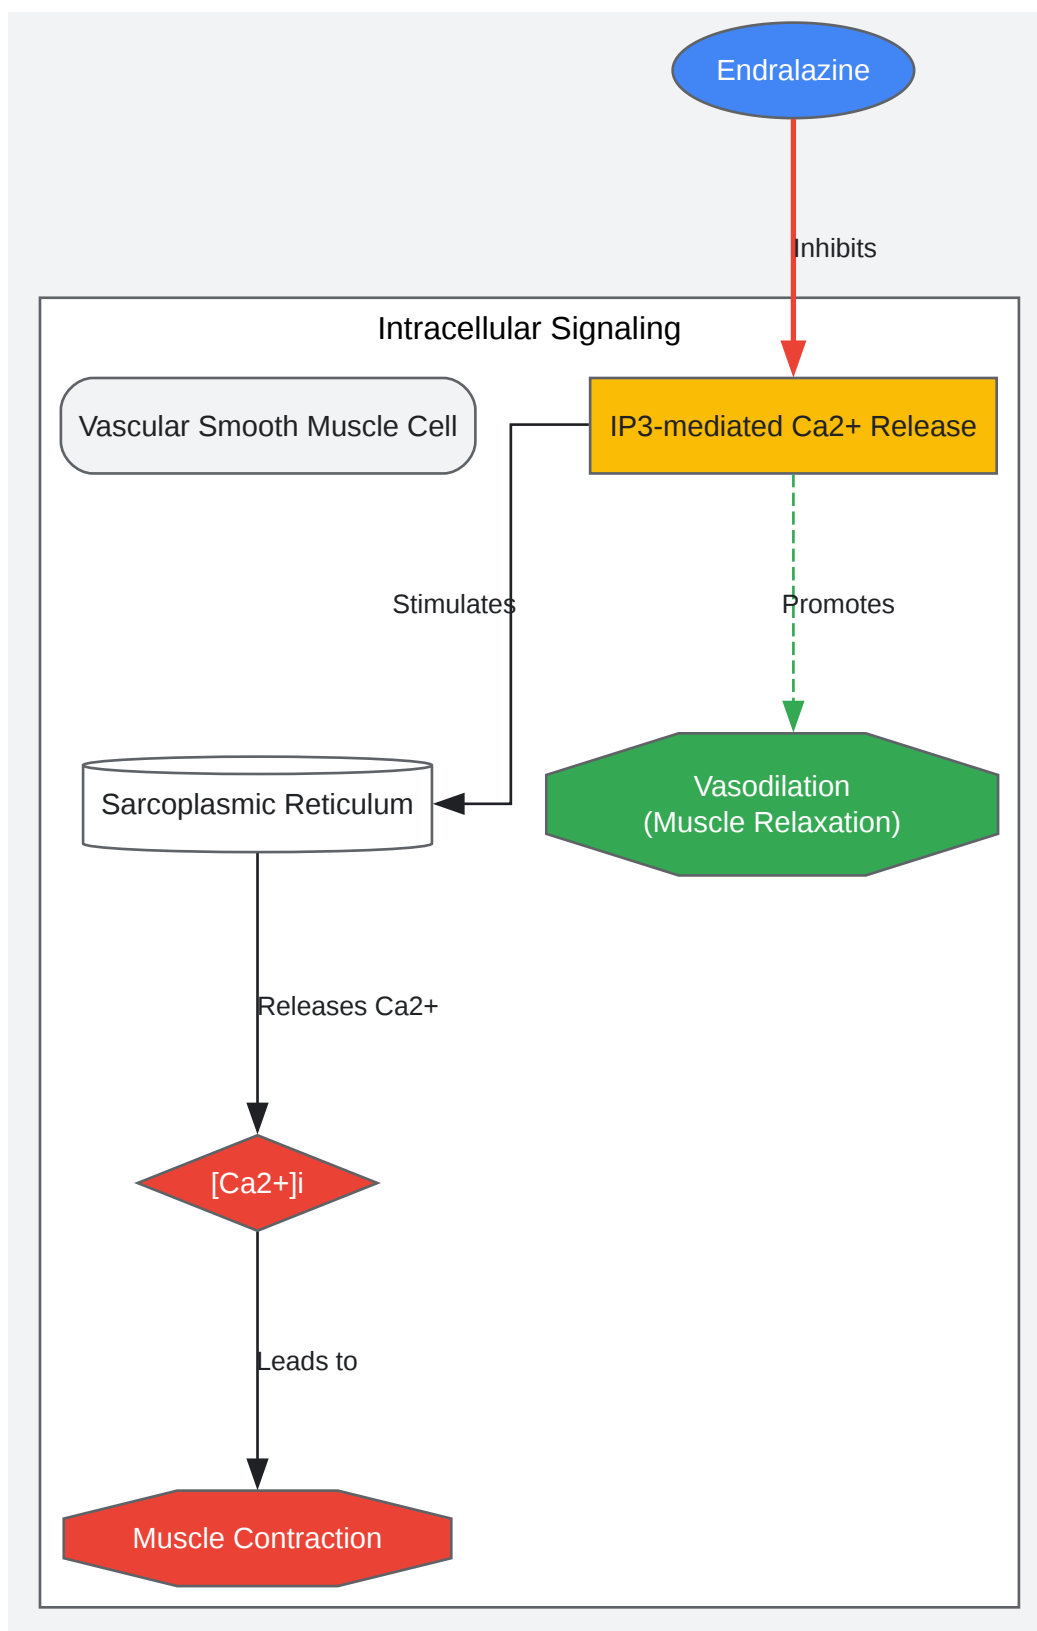 Endralazine
Inhibits
Intracellular Signaling
Vascular Smooth Muscle Cell
IP3-mediated Ca2+ Release
Stimulates
Promotes
Sarcoplasmic Reticulum
Vasodilation
(Muscle Relaxation)
Releases Ca2+
[Ca2+]i
Leads to
Muscle Contraction